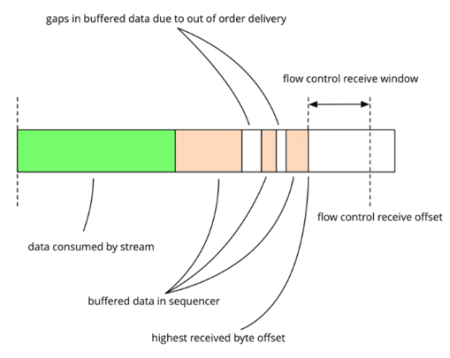 gaps in buffered data due to out of order delivery
flow control receive window
flow control receive offset
data consumed by stream
buffered data in sequencer
highest received byte offset